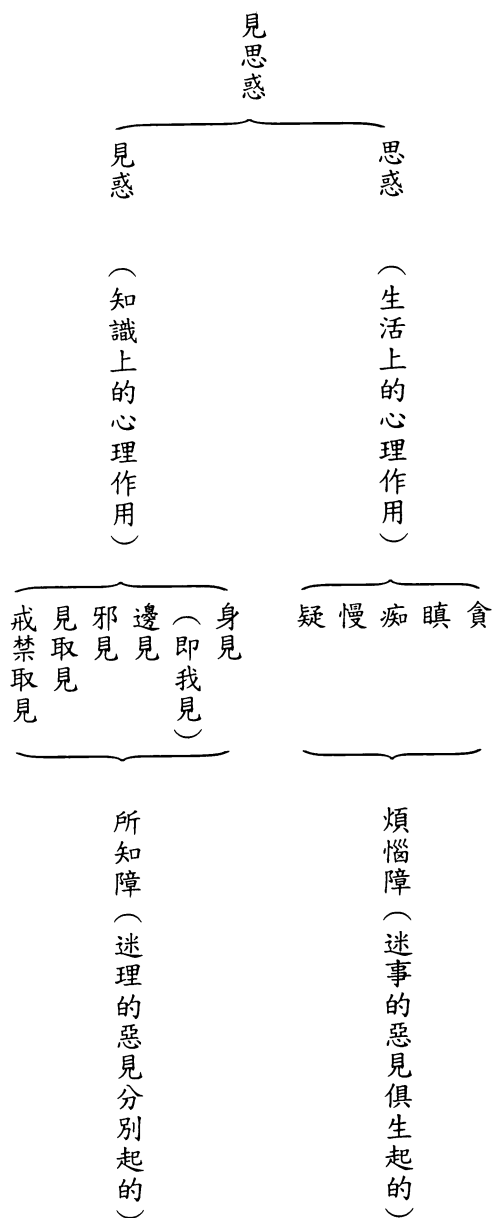 見思惑
思惑
（生活上的心理作用）
貪
瞋
痴
慢
疑
煩惱障（迷事的惡見俱生起的）
見惑
（知識上的心理作用）
身見
（即我見）
邊見
邪見
見取見
戒禁取見
所知障（迷理的惡見分別起的）